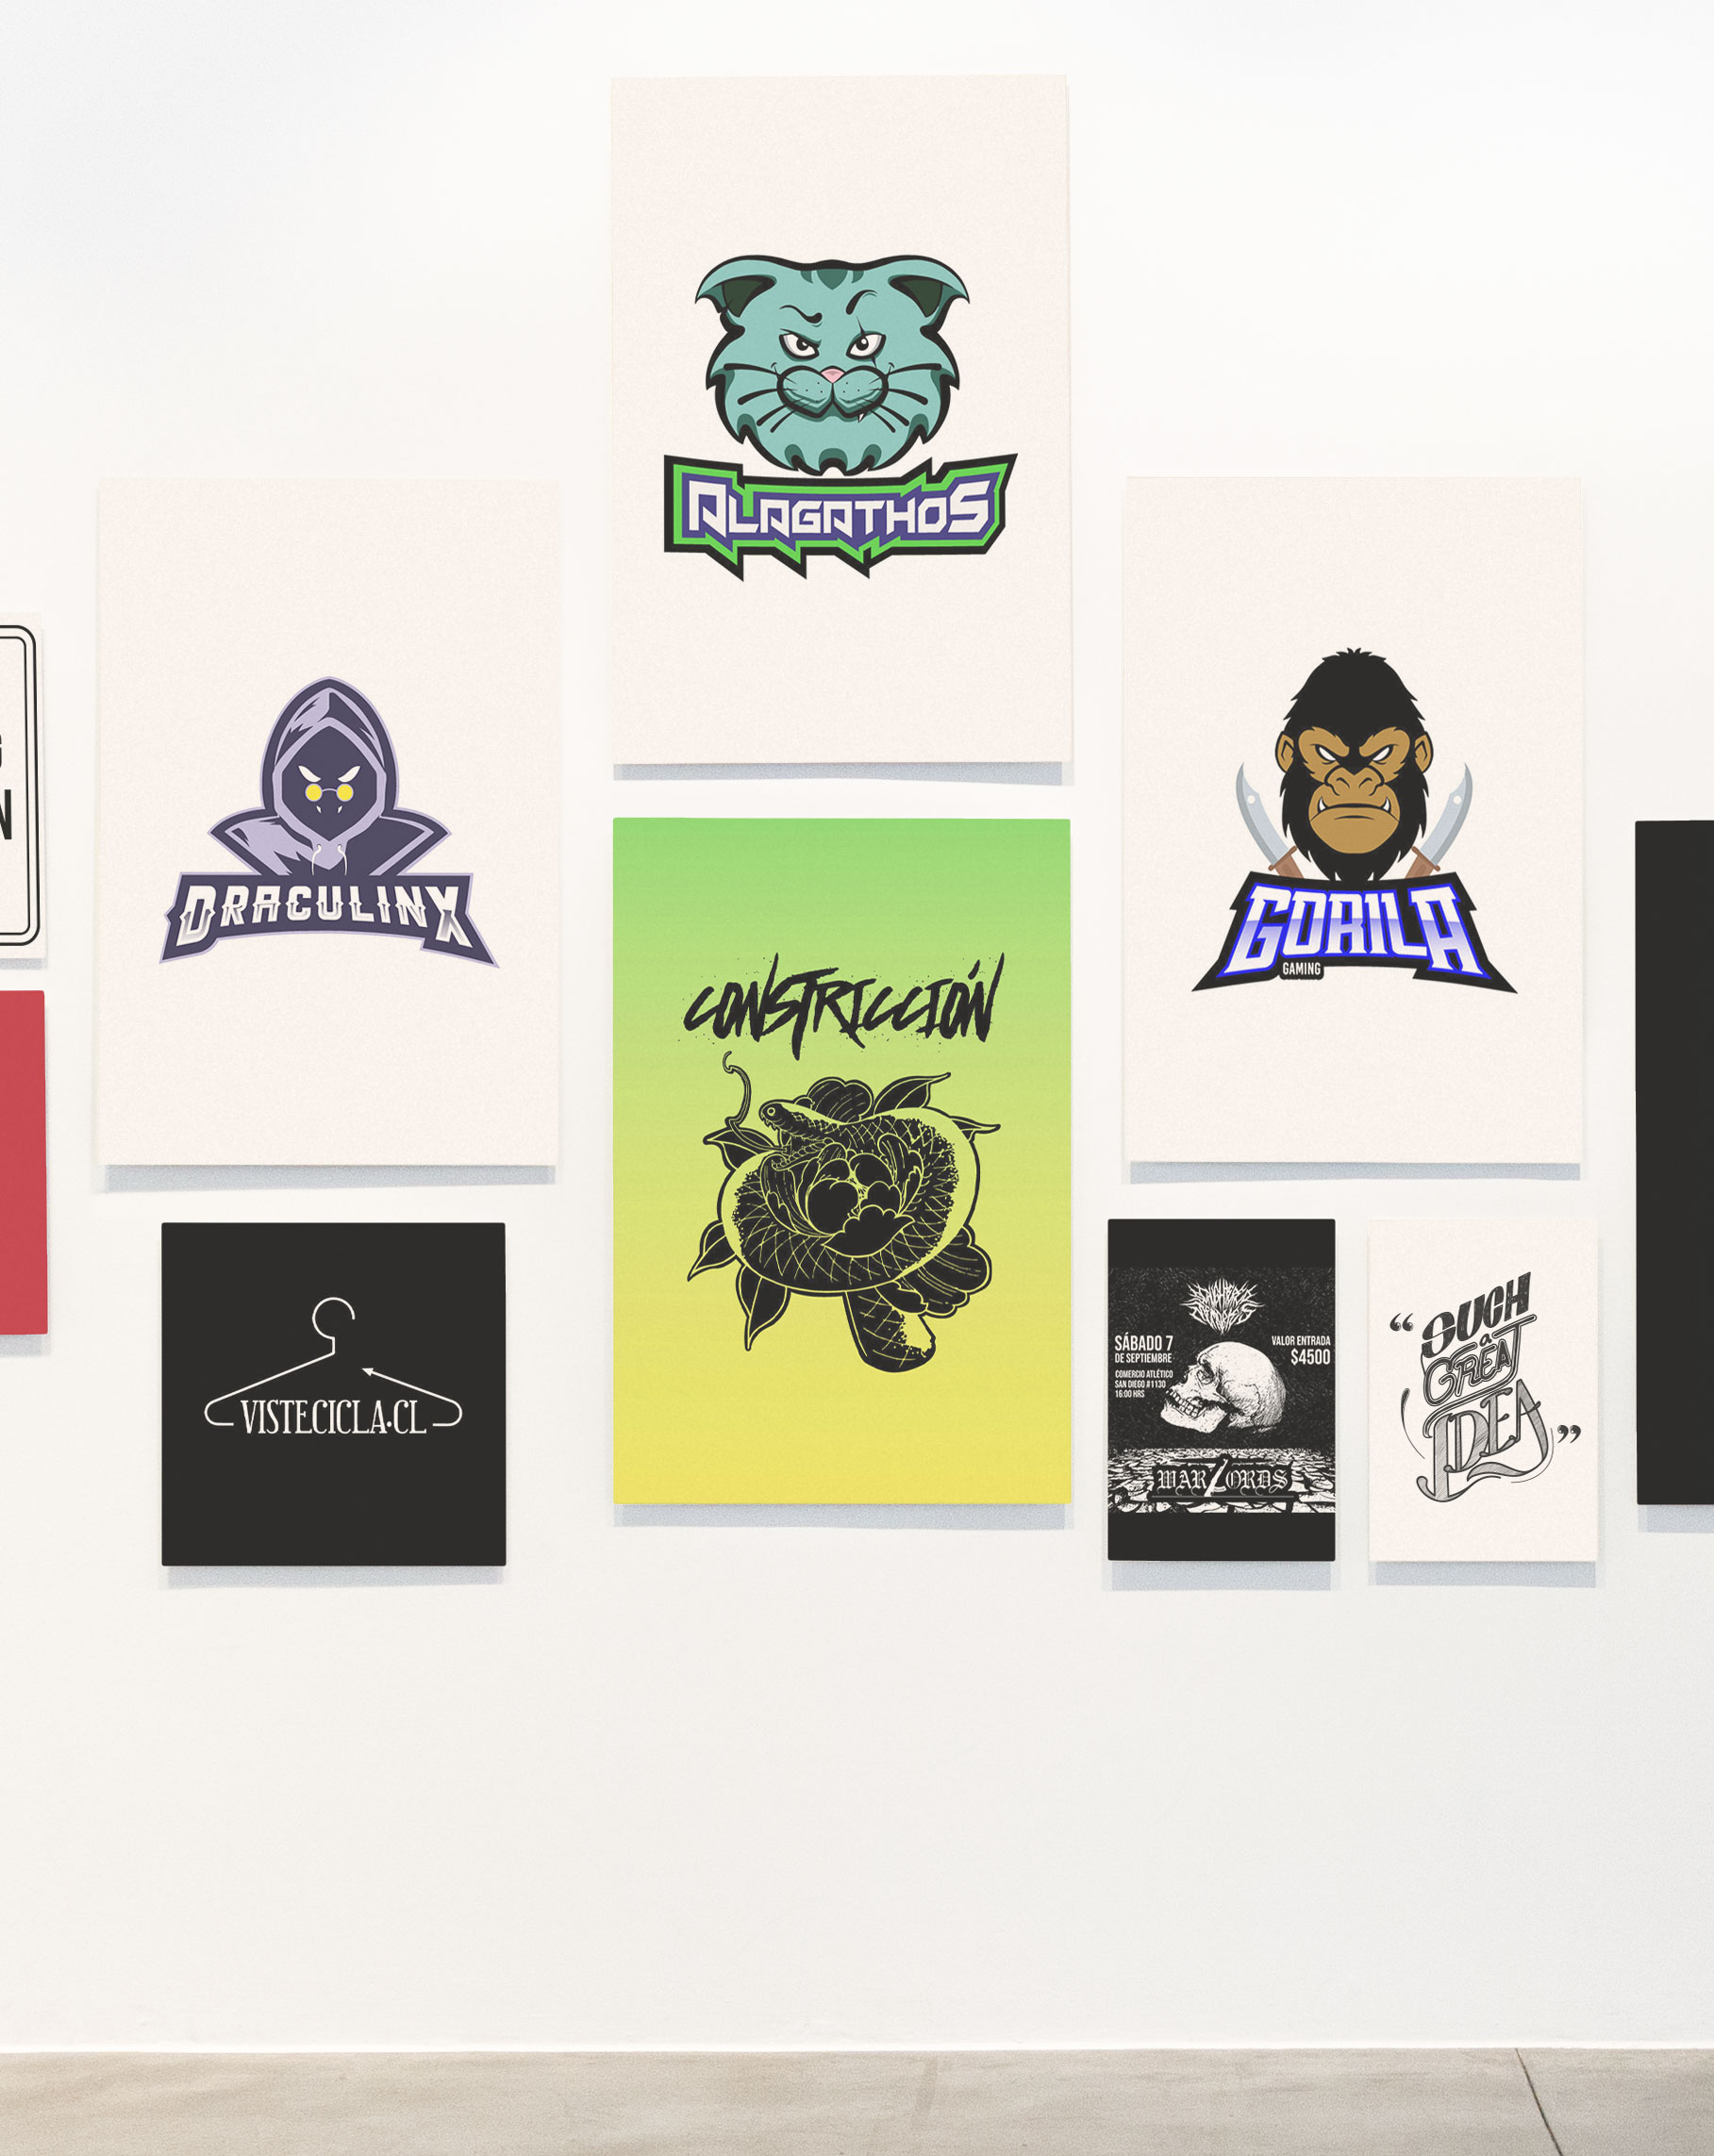 ALAGATHOS
DRACULINX
GORILA
GAMING
CONSTRICCIÓN
VISTECICLA.CL
SÁBADO 7
DE SEPTIEMBRE
COMERCIO ATLÉTICO
SAN DIEGO #1130
16:00 HRS
VALOR ENTRADA
$4500
WARLORDS
“SUCH
a
GREAT
IDEA”